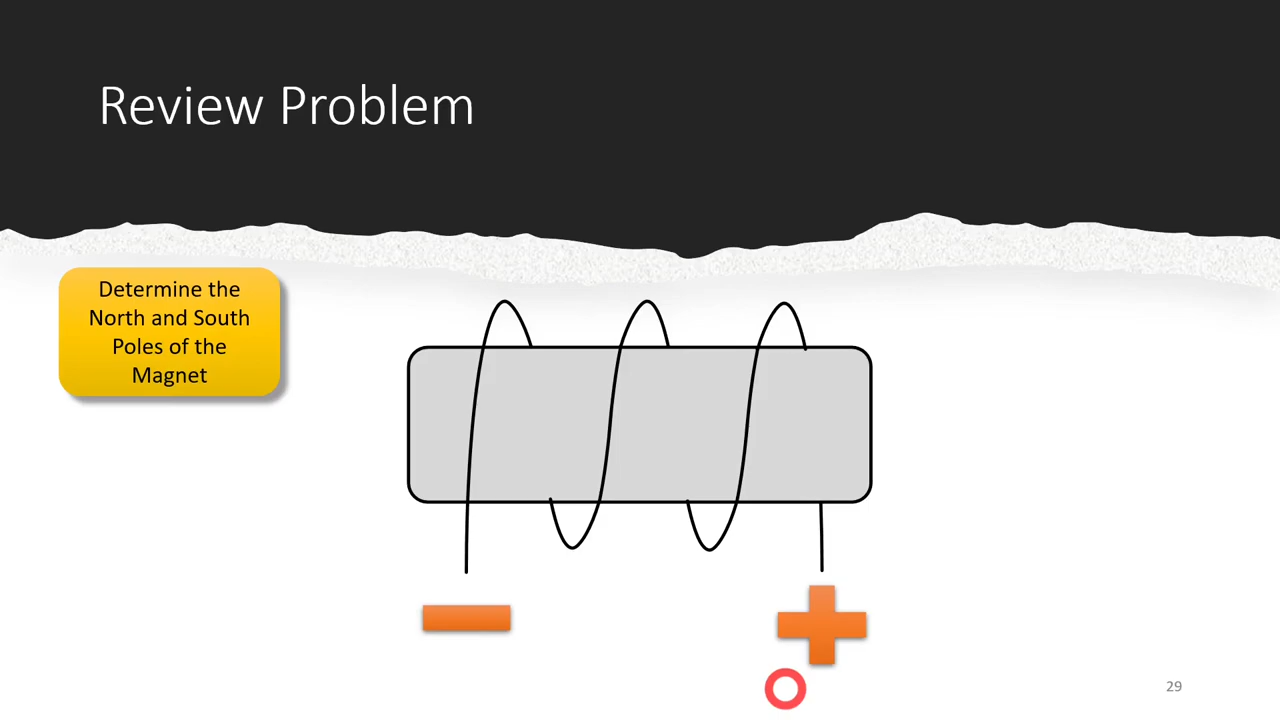 Review Problem
Determine the
North and South
Poles of the
Magnet
29